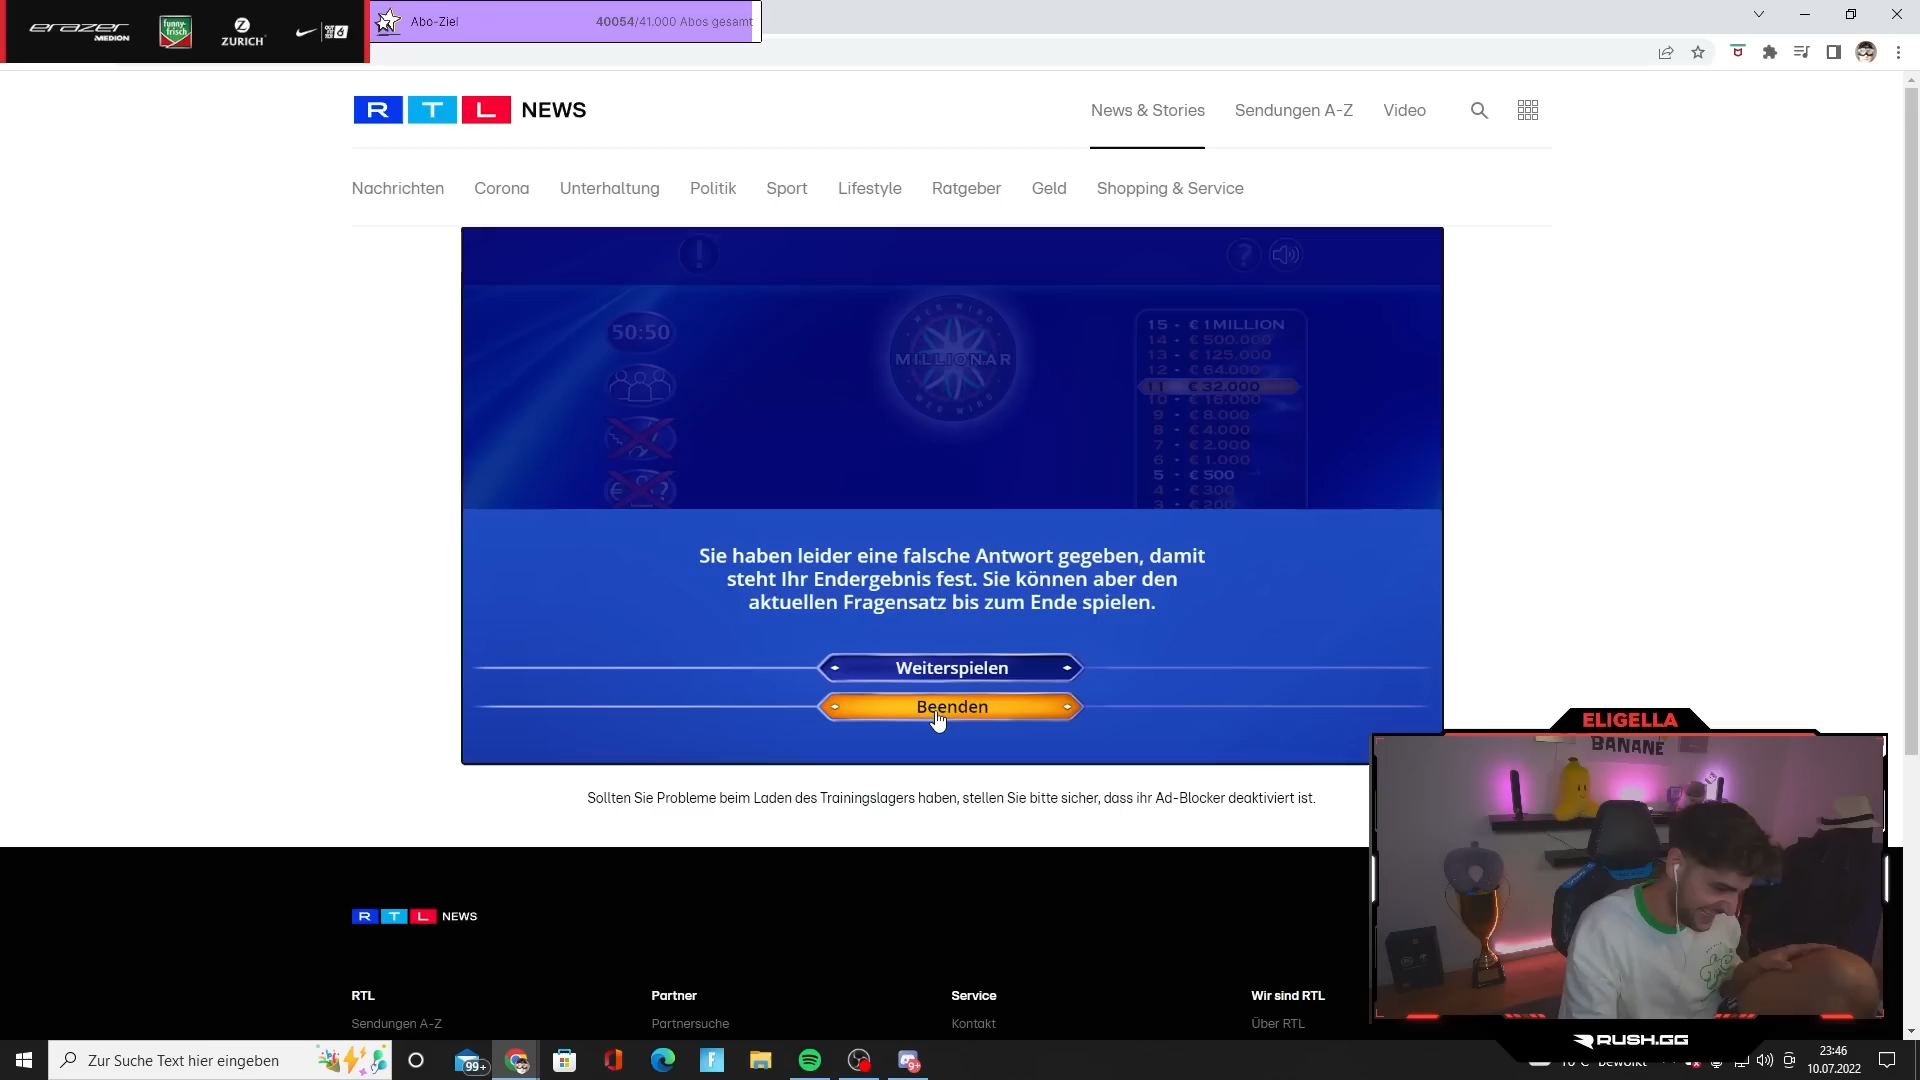 erazer
MEDION
funny-frisch
ZURICH
Abo-Ziel
40054/41.000 Abos gesamt
RTL NEWS
News & Stories
Sendungen A-Z
Video
Nachrichten
Corona
Unterhaltung
Politik
Sport
Lifestyle
Ratgeber
Geld
Shopping & Service
50:50
WER WIRD
MILLIONÄR
WER WIRD
15 - € 1 MILLION
14 - € 500.000
13 - € 125.000
12 - € 64.000
11 - € 32.000
10 - € 16.000
9 - € 8.000
8 - € 4.000
7 - € 2.000
6 - € 1.000
5 - € 500
4 - € 300
3 - € 200
Sie haben leider eine falsche Antwort gegeben, damit
steht Ihr Endergebnis fest. Sie können aber den
aktuellen Fragensatz bis zum Ende spielen.
Weiterspielen
Beenden
Sollten Sie Probleme beim Laden des Trainingslagers haben, stellen Sie bitte sicher, dass ihr Ad-Blocker deaktiviert ist.
ELIGELLA
BANANE
RTL NEWS
RTL
Partner
Service
Wir sind RTL
Sendungen A-Z
Partnersuche
Kontakt
Über RTL
RUSH.GG
Zur Suche Text hier eingeben
99+
9+
23:46
10.07.2022